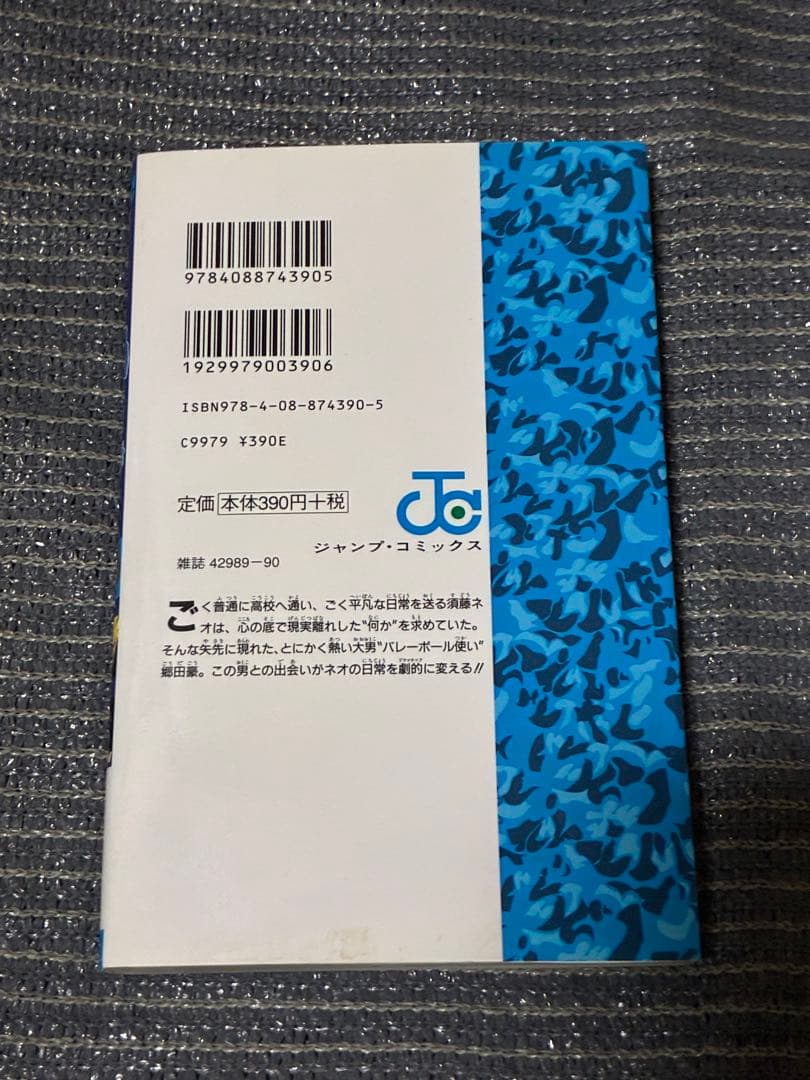 9784088743905
1929979003906
ISBN978-4-08-874390-5
C9979 ¥390E
定価 本体390円+税
JC
ジャンプ・コミックス
雑誌 42989-90
ごく普通に高校へ通い、ごく平凡な日常を送る須藤ネ
オは、心の底で現実離れした“何か”を求めていた。
そんな矢先に現れた、とにかく熱い大男“バレーボール使い”
郷田豪。この男との出会いがネオの日常を劇的に変える!!